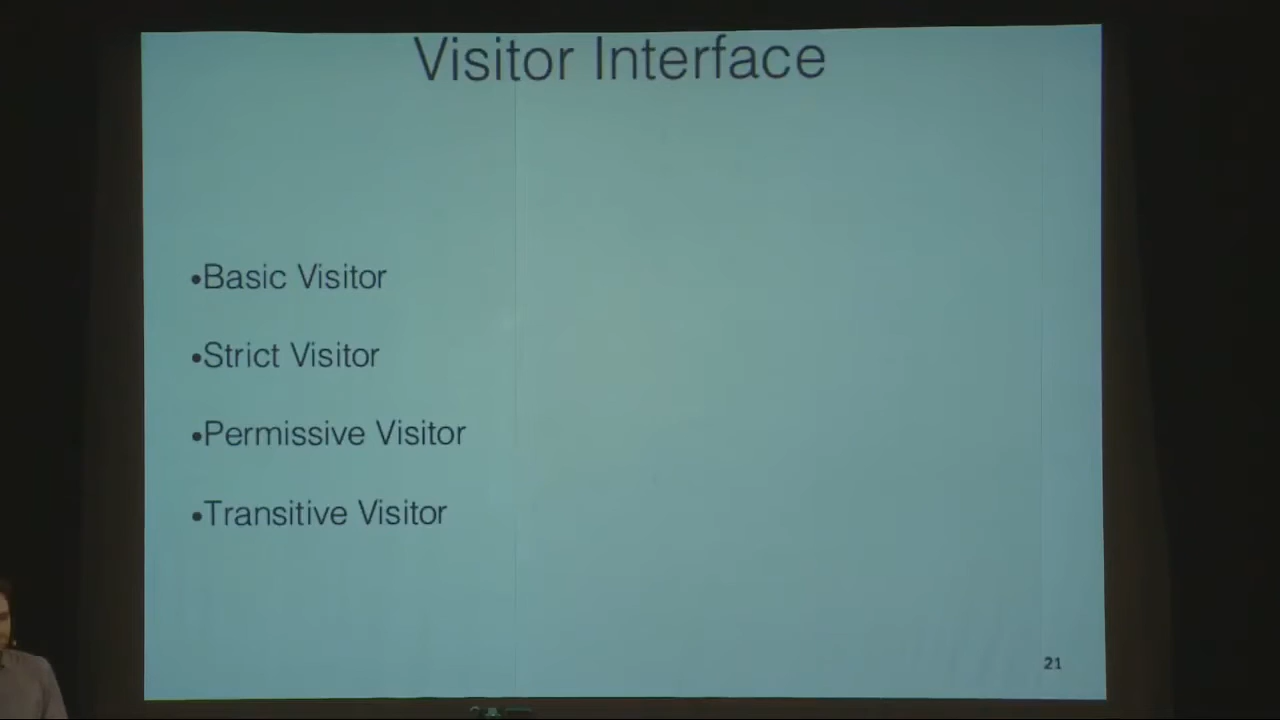 Visitor Interface
•Basic Visitor
•Strict Visitor
•Permissive Visitor
•Transitive Visitor
21